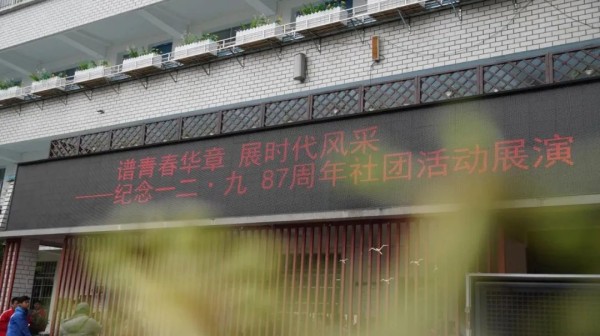 谱青春华章 展时代风采
——纪念一二·九 87周年社团活动展演